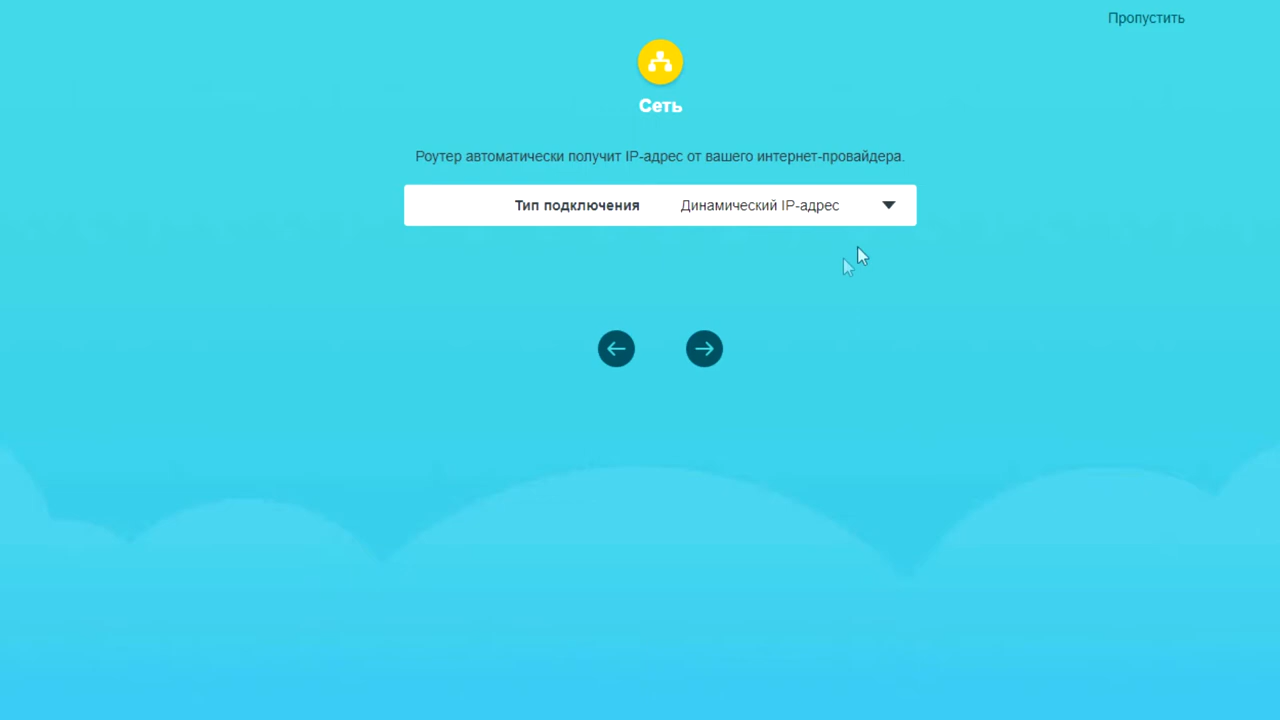 Пропустить
Сеть
Роутер автоматически получит IP-адрес от вашего интернет-провайдера.
Тип подключения Динамический IP-адрес